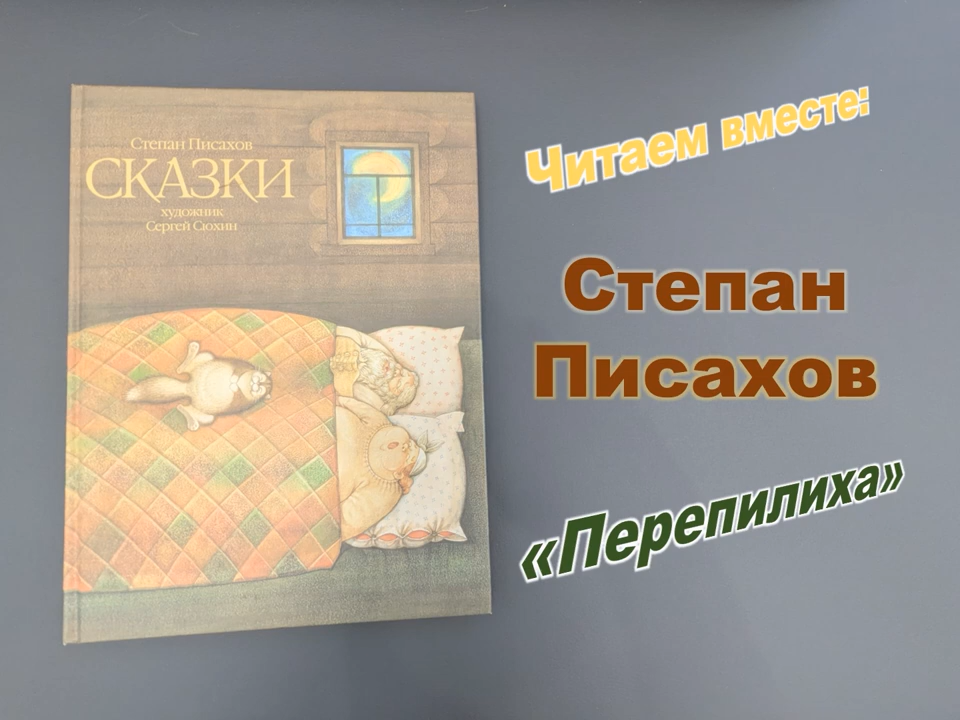 Степан Писахов
СКАЗКИ
художник
Сергей Сюхин
Читаем вместе:
Степан
Писахов
«Перепилиха»